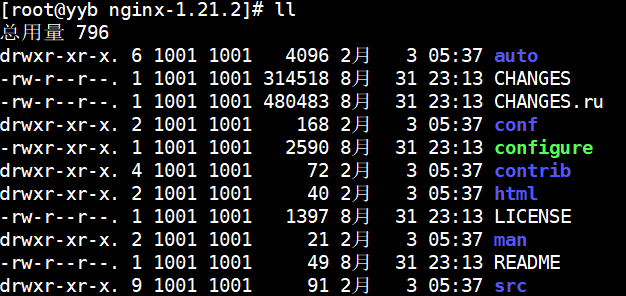 [root@yyb nginx-1.21.2]# ll
总用量 796
drwxr-xr-x. 6 1001 1001   4096 2月   3 05:37 auto
-rw-r--r--. 1 1001 1001 314518 8月  31 23:13 CHANGES
-rw-r--r--. 1 1001 1001 480483 8月  31 23:13 CHANGES.ru
drwxr-xr-x. 2 1001 1001    168 2月   3 05:37 conf
-rwxr-xr-x. 1 1001 1001   2590 8月  31 23:13 configure
drwxr-xr-x. 4 1001 1001     72 2月   3 05:37 contrib
drwxr-xr-x. 2 1001 1001     40 2月   3 05:37 html
-rw-r--r--. 1 1001 1001   1397 8月  31 23:13 LICENSE
drwxr-xr-x. 2 1001 1001     21 2月   3 05:37 man
-rw-r--r--. 1 1001 1001     49 8月  31 23:13 README
drwxr-xr-x. 9 1001 1001     91 2月   3 05:37 src